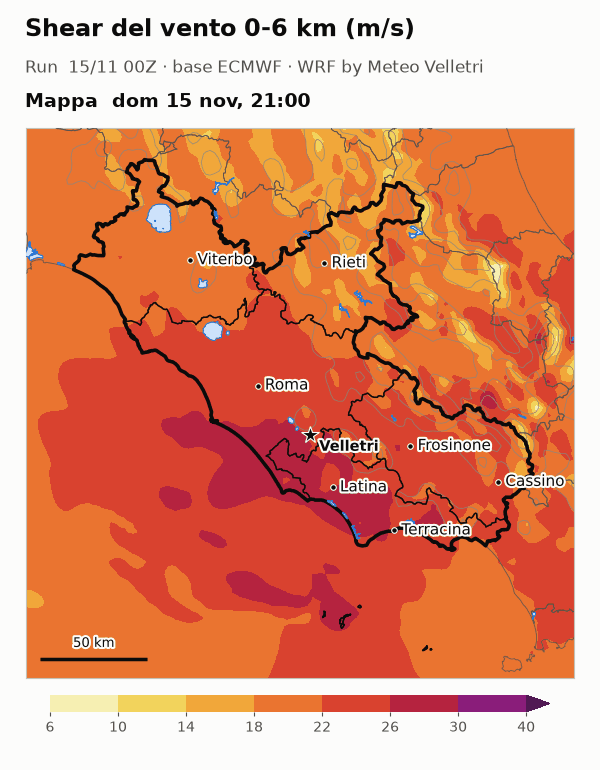 Shear del vento 0-6 km (m/s)
Run  15/11 00Z · base ECMWF · WRF by Meteo Velletri
Mappa  dom 15 nov, 21:00
Viterbo
Rieti
Roma
Velletri
Frosinone
Latina
Cassino
Terracina
50 km
6 10 14 18 22 26 30 40